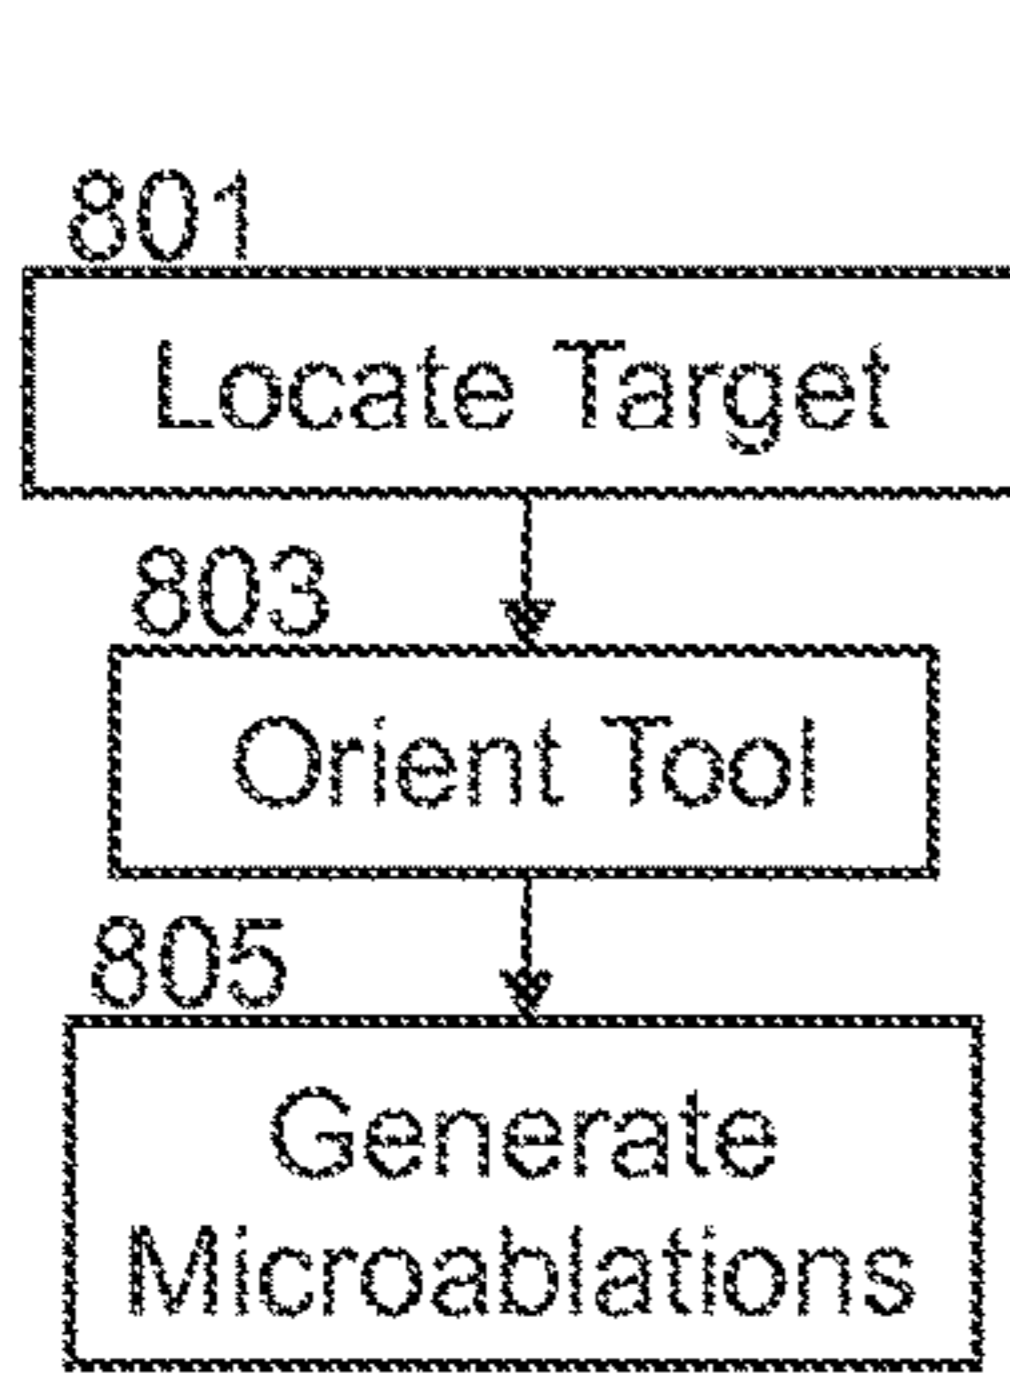 801
Locate Target
803
Orient Tool
805
Generate
Microablations